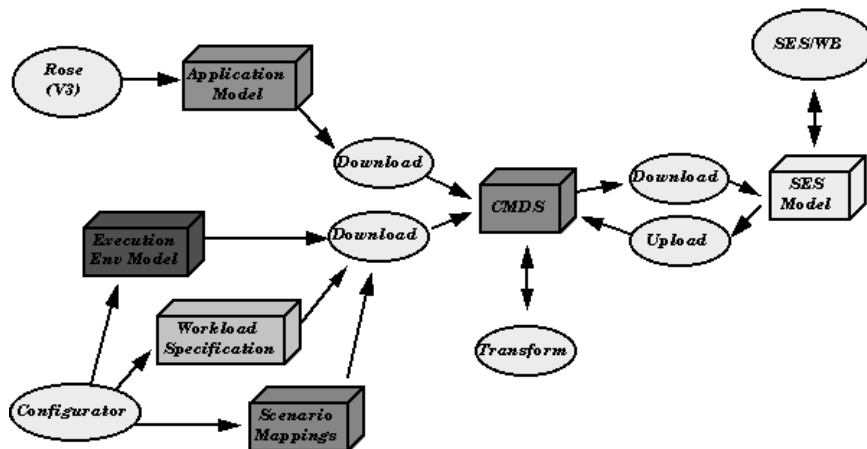 SES/WB
Rose
(V3)
Application
Model
Download
Download
SES
Model
CMDS
Upload
Execution
Env Model
Download
Workload
Specification
Transform
Configurator
Scenario
Mappings